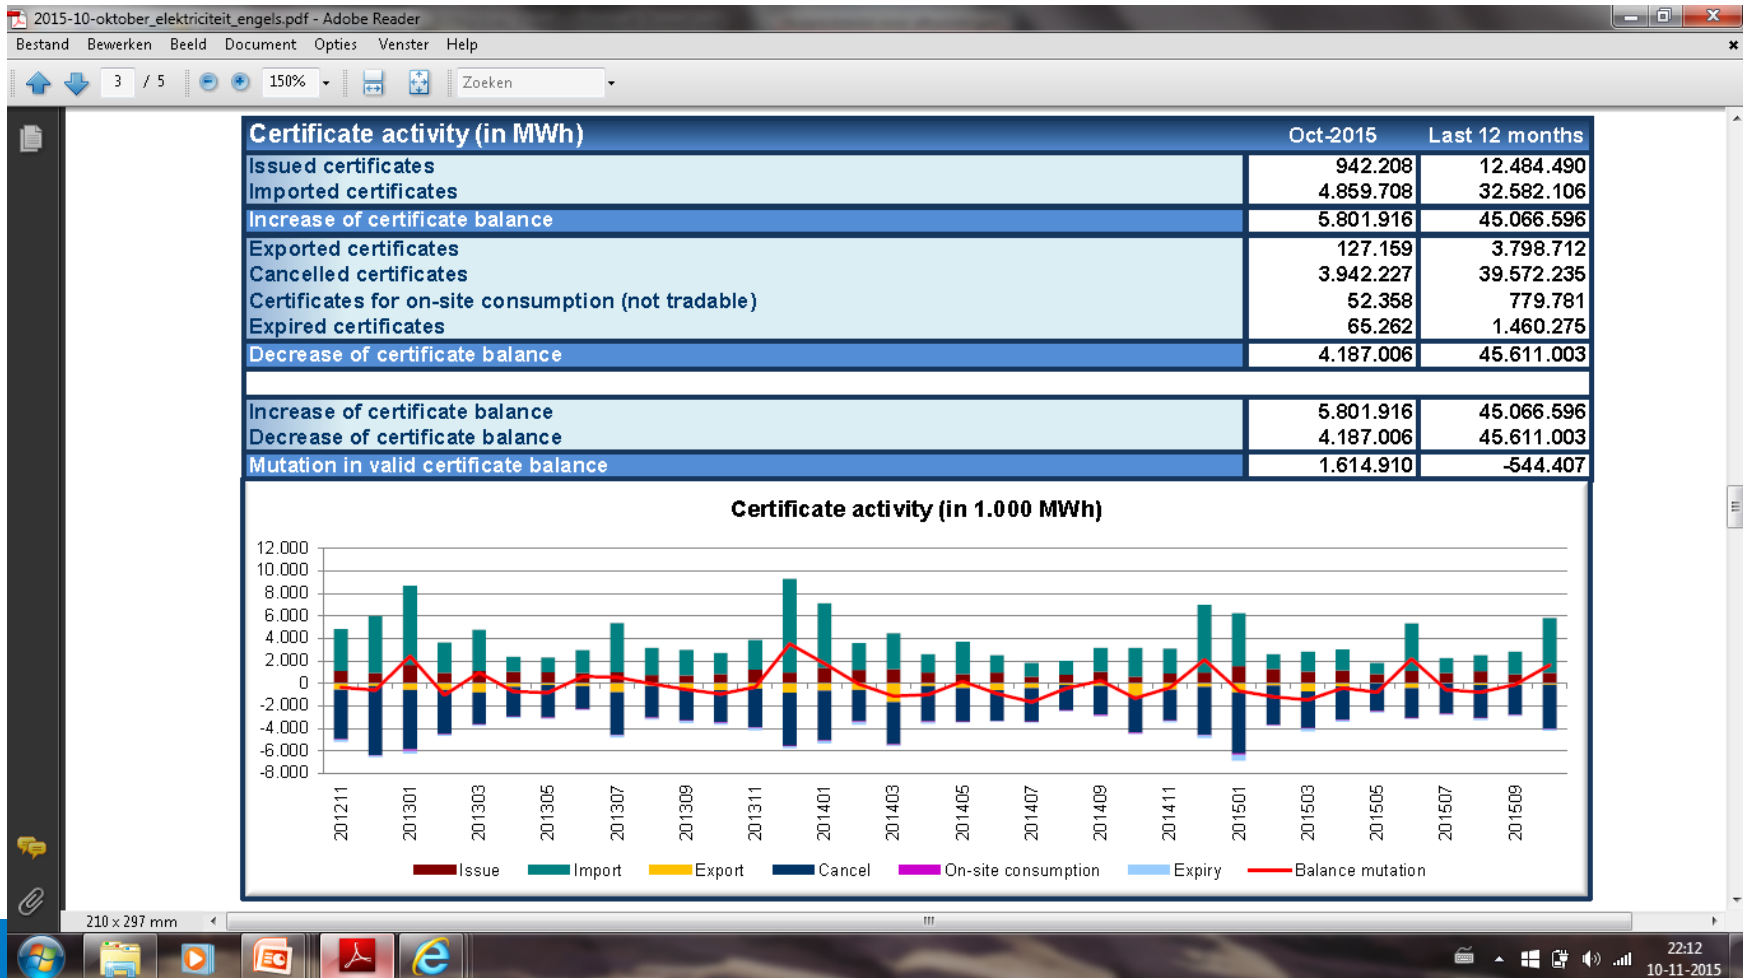 2015-10-oktober_elektriciteit_engels.pdf - Adobe Reader
Bestand Bewerken Beeld Document Opties Venster Help
3 / 5 150% Zoeken
Certificate activity (in MWh) Oct-2015 Last 12 months
Issued certificates 942.208 12.484.490
Imported certificates 4.859.708 32.582.106
Increase of certificate balance 5.801.916 45.066.596
Exported certificates 127.159 3.798.712
Cancelled certificates 3.942.227 39.572.235
Certificates for on-site consumption (not tradable) 52.358 779.781
Expired certificates 65.262 1.460.275
Decrease of certificate balance 4.187.006 45.611.003
Increase of certificate balance 5.801.916 45.066.596
Decrease of certificate balance 4.187.006 45.611.003
Mutation in valid certificate balance 1.614.910 -544.407
Certificate activity (in 1.000 MWh)
12.000
10.000
8.000
6.000
4.000
2.000
0
-2.000
-4.000
-6.000
-8.000
201211 201301 201303 201305 201307 201309 201311 201401 201403 201405 201407 201409 201411 201501 201503 201505 201507 201509
Issue Import Export Cancel On-site consumption Expiry Balance mutation
210 x 297 mm
22:12
10-11-2015